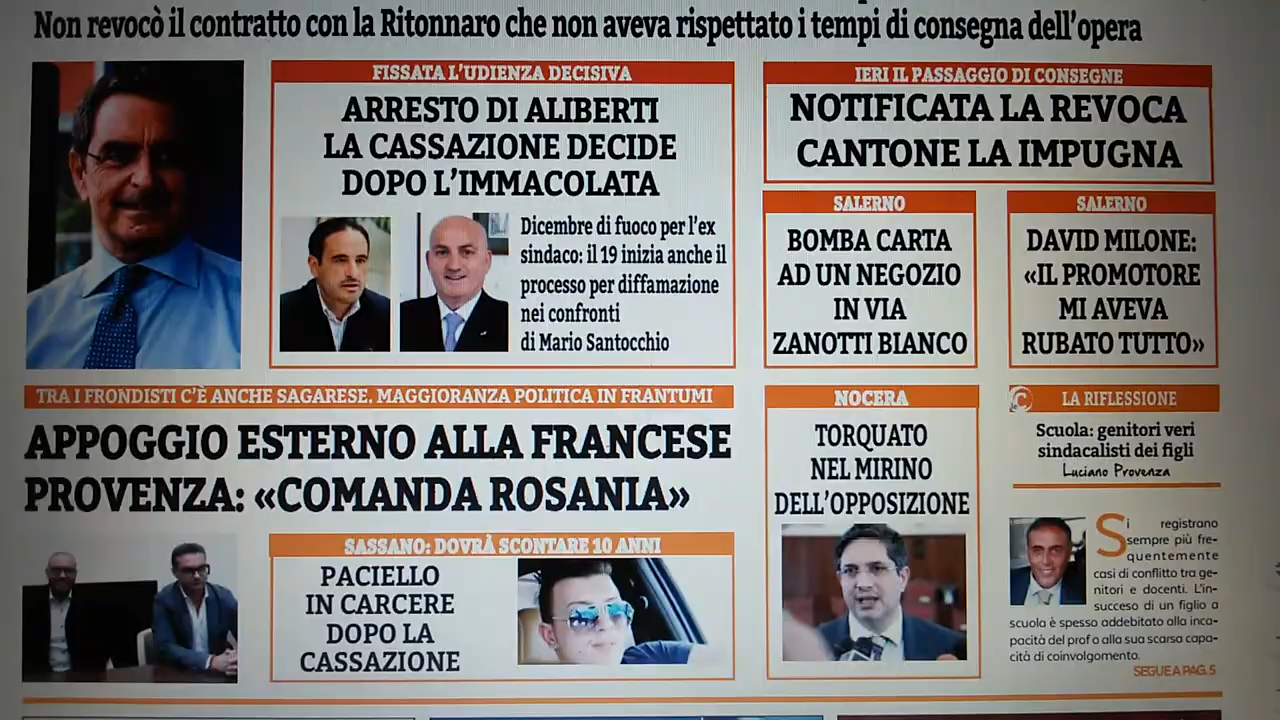 Non revocò il contratto con la Ritonnaro che non aveva rispettato i tempi di consegna dell'opera
FISSATA L'UDIENZA DECISIVA
ARRESTO DI ALIBERTI
LA CASSAZIONE DECIDE
DOPO L'IMMACOLATA
Dicembre di fuoco per l'ex
sindaco: il 19 inizia anche il
processo per diffamazione
nei confronti
di Mario Santocchio
IERI IL PASSAGGIO DI CONSEGNE
NOTIFICATA LA REVOCA
CANTONE LA IMPUGNA
SALERNO
BOMBA CARTA
AD UN NEGOZIO
IN VIA
ZANOTTI BIANCO
SALERNO
DAVID MILONE:
«IL PROMOTORE
MI AVEVA
RUBATO TUTTO»
TRA I FRONDISTI C'È ANCHE SAGARESE. MAGGIORANZA POLITICA IN FRANTUMI
APPOGGIO ESTERNO ALLA FRANCESE
PROVENZA: «COMANDA ROSANIA»
SASSANO: DOVRÀ SCONTARE 10 ANNI
PACIELLO
IN CARCERE
DOPO LA
CASSAZIONE
NOCERA
TORQUATO
NEL MIRINO
DELL'OPPOSIZIONE
LA RIFLESSIONE
Scuola: genitori veri
sindacalisti dei figli
Luciano Provenza
Si registrano
sempre più fre-
quentemente
casi di conflitto tra ge-
nitori e docenti. L'in-
successo di un figlio a
scuola è spesso addebitato alla inca-
pacità del prof o alla sua scarsa capa-
cità di coinvolgomento.
SEGUE A PAG. 5